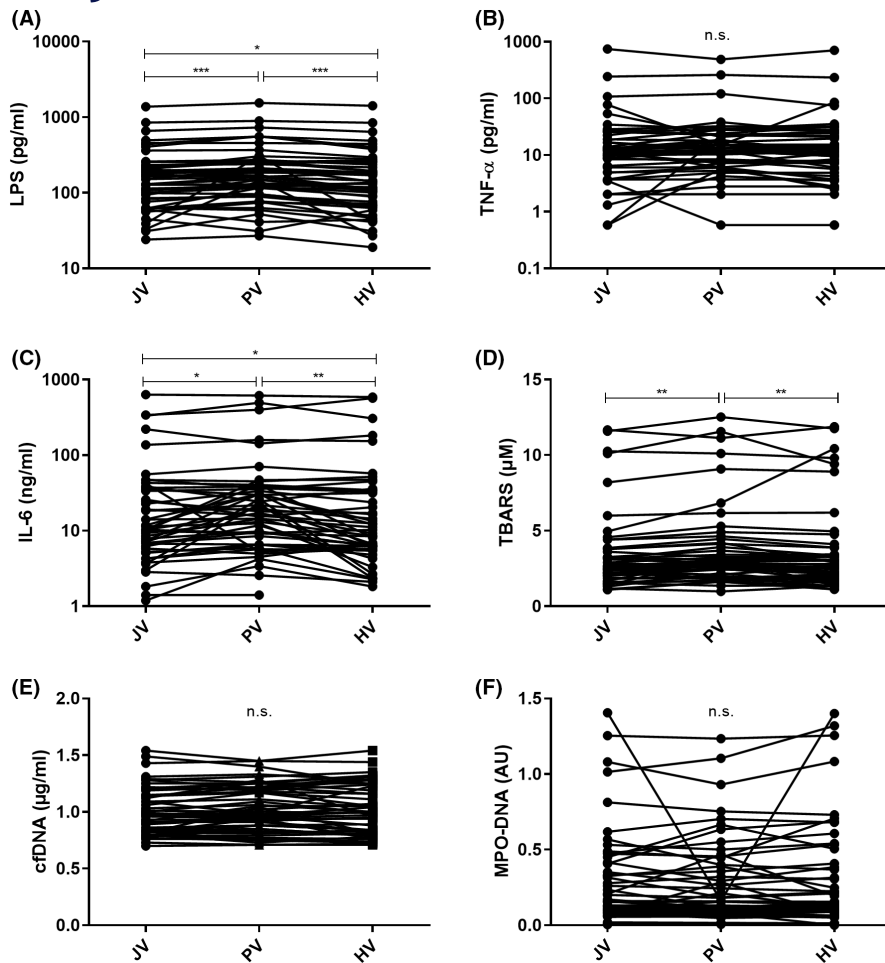 (A)
*
***
***
LPS (pg/ml)
10000
1000
100
10
JV
PV
HV
(B)
n.s.
TNF-α (pg/ml)
1000
100
10
1
0.1
JV
PV
HV
(C)
*
*
**
IL-6 (ng/ml)
1000
100
10
1
JV
PV
HV
(D)
**
**
TBARS (µM)
15
10
5
0
JV
PV
HV
(E)
n.s.
cfDNA (µg/ml)
2.0
1.5
1.0
0.5
0.0
JV
PV
HV
(F)
n.s.
MPO-DNA (AU)
1.5
1.0
0.5
0.0
JV
PV
HV